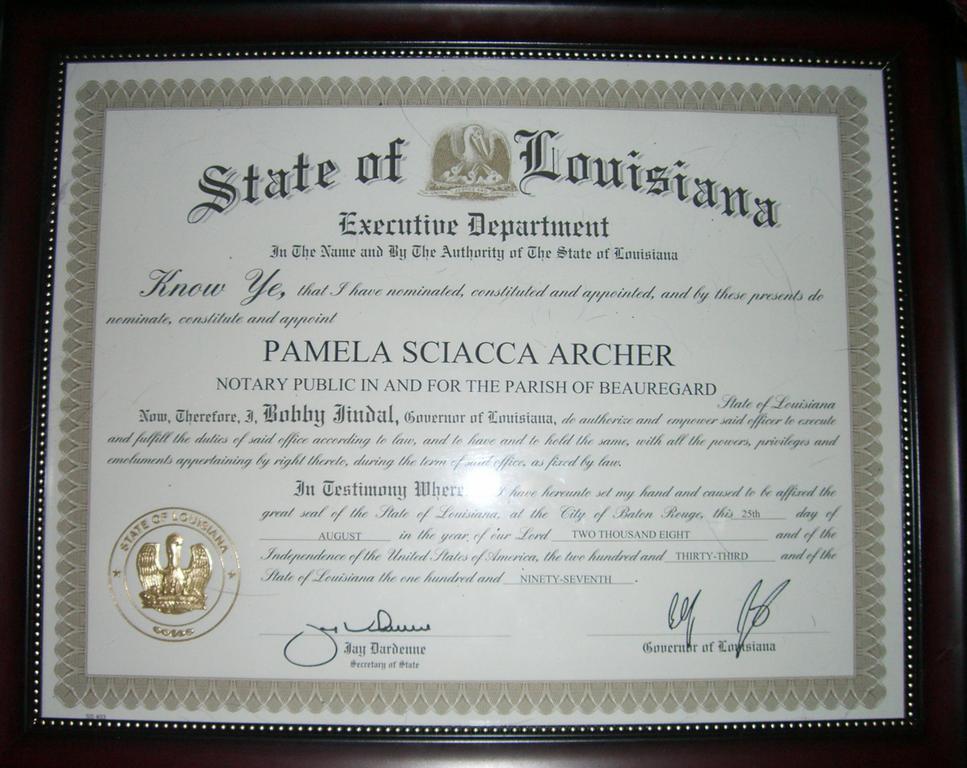 State of Louisiana
Executive Department
In The Name and By The Authority of The State of Louisiana
Know Ye, that I have nominated, constituted and appointed, and by these presents do
nominate, constitute and appoint
PAMELA SCIACCA ARCHER
NOTARY PUBLIC IN AND FOR THE PARISH OF BEAUREGARD
State of Louisiana
Now, Therefore, I, Bobby Jindal, Governor of Louisiana, do authorize and empower said officer to execute
and fulfill the duties of said office according to law, and to have and to hold the same, with all the powers, privileges and
emoluments appertaining by right thereto, during the term of said office, as fixed by law.
In Testimony Where I have hereunto set my hand and caused to be affixed the
great seal of the State of Louisiana, at the City of Baton Rouge, this 25th day of
AUGUST in the year of our Lord TWO THOUSAND EIGHT and of the
Independence of the United States of America, the two hundred and THIRTY-THIRD and of the
State of Louisiana the one hundred and NINETY-SEVENTH.
STATE OF LOUISIANA
Jay Dardenne
Secretary of State
Governor of Louisiana